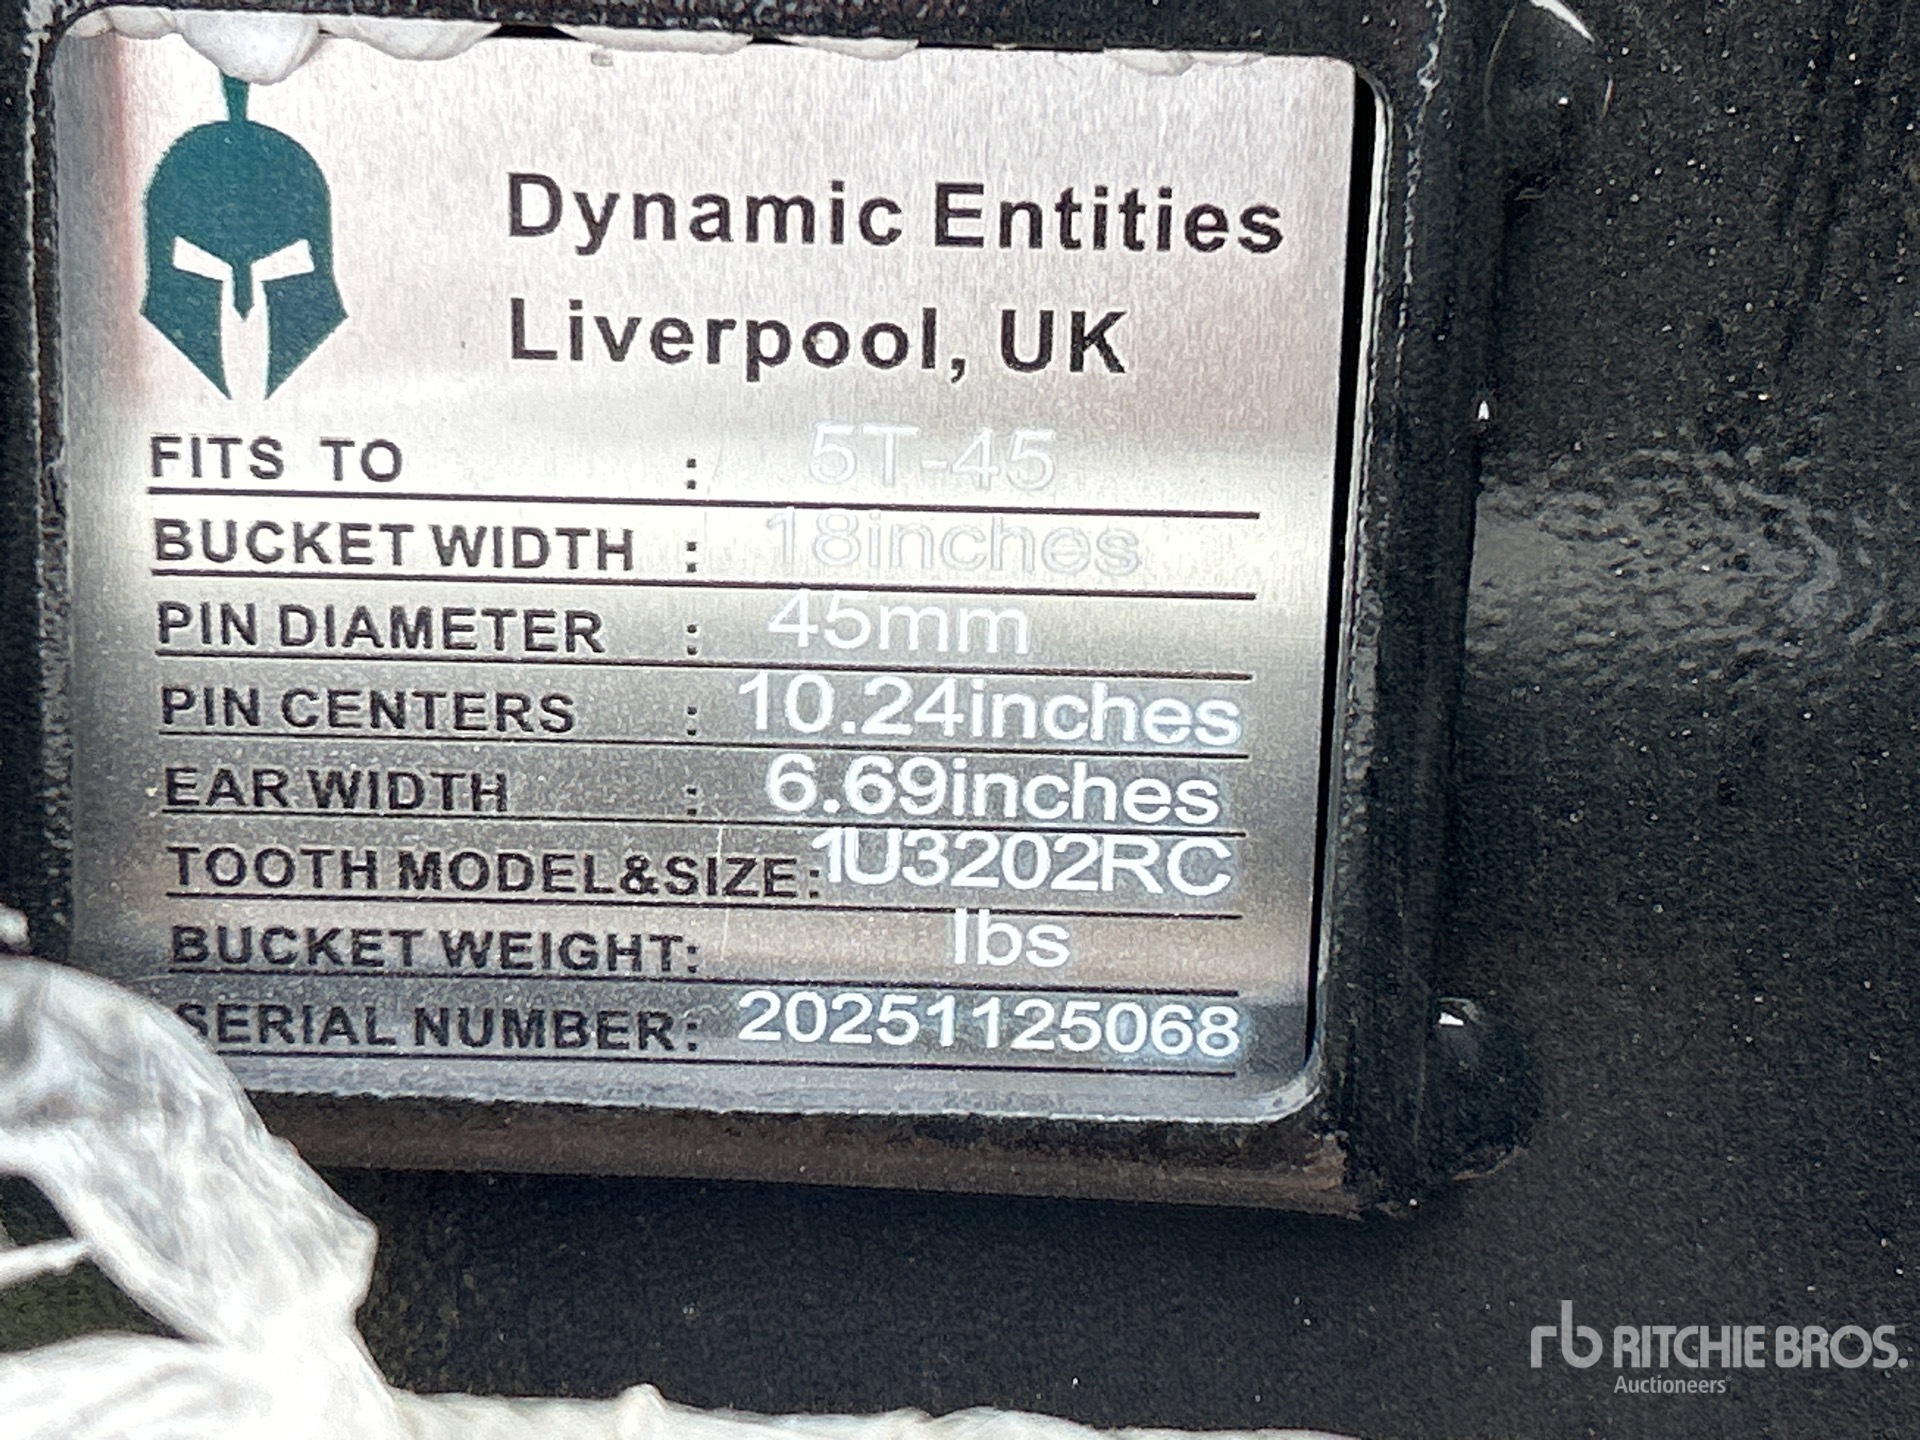 Dynamic Entities
Liverpool, UK
FITS TO : 5T-45
BUCKET WIDTH : 18inches
PIN DIAMETER : 45mm
PIN CENTERS : 10.24inches
EAR WIDTH : 6.69inches
TOOTH MODEL&SIZE: 1U3202RC
BUCKET WEIGHT: lbs
SERIAL NUMBER: 20251125068
rb RITCHIE BROS.
Auctioneers